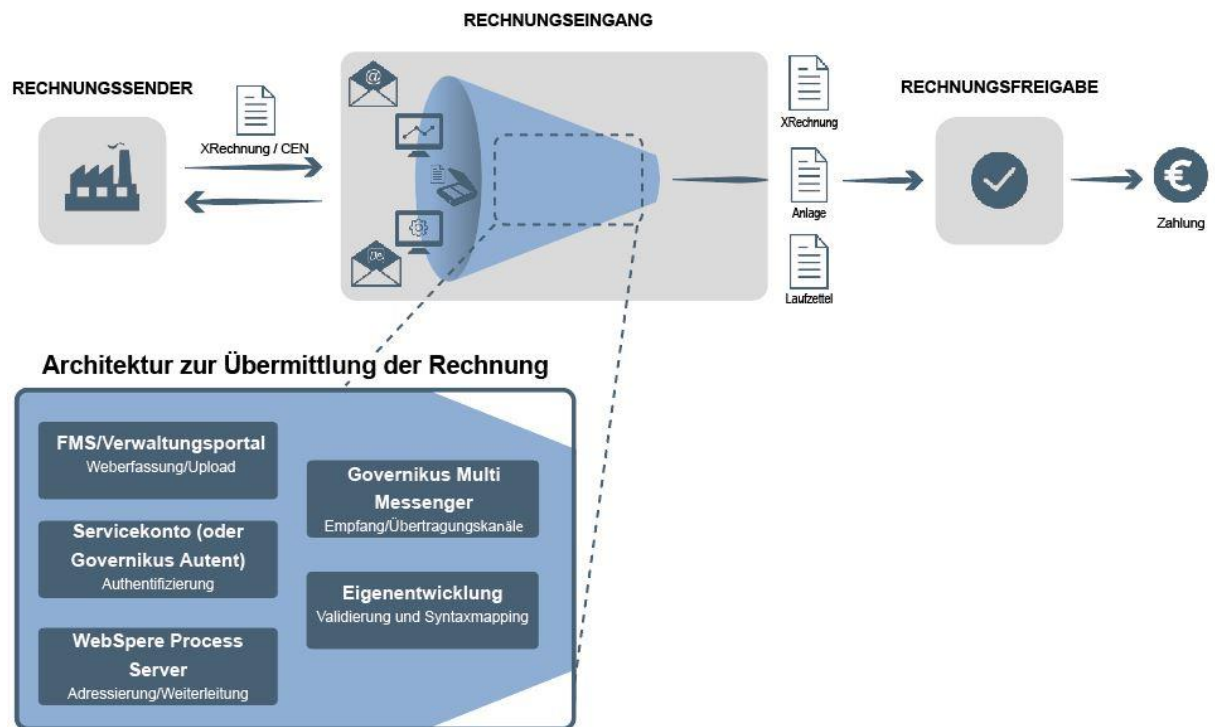 RECHNUNGSEINGANG
RECHNUNGSSENDER
XRechnung / CEN
@
De
XRechnung
Anlage
Laufzettel
RECHNUNGSFREIGABE
€
Zahlung
Architektur zur Übermittlung der Rechnung
FMS/Verwaltungsportal
Weberfassung/Upload
Servicekonto (oder
Governikus Autent)
Authentifizierung
WebSpere Process
Server
Adressierung/Weiterleitung
Governikus Multi
Messenger
Empfang/Übertragungskanäle
Eigenentwicklung
Validierung und Syntaxmapping